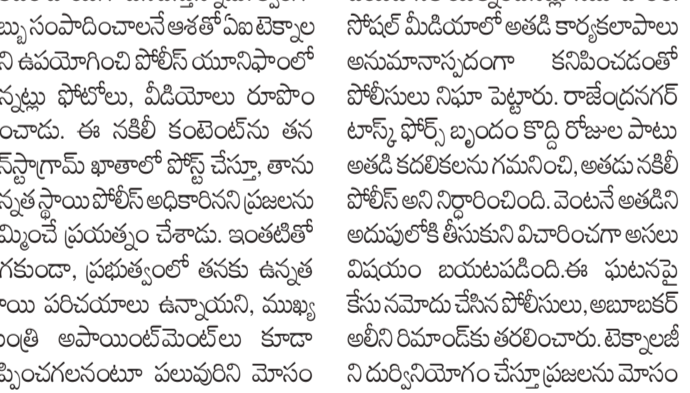 బ్బు సంపాదించాలనే ఆశతో ఏఐ టెక్నాల
ని ఉపయోగించి పోలీస్ యూనిఫాంలో
న్నట్లు ఫోటోలు, వీడియోలు రూపొం
ంచాడు. ఈ నకిలీ కంటెంట్‌ను తన
న్‌స్టాగ్రామ్ ఖాతాలో పోస్ట్ చేస్తూ, తాను
న్నత స్థాయి పోలీస్ అధికారినని ప్రజలను
మ్మించే ప్రయత్నం చేశాడు. ఇంతటితో
గకుండా, ప్రభుత్వంలో తనకు ఉన్నత
ాయి పరిచయాలు ఉన్నాయని, ముఖ్య
ంత్రి అపాయింట్‌మెంట్‌లు కూడా
ప్పించగలనంటూ పలువురిని మోసం
సోషల్ మీడియాలో అతడి కార్యకలాపాలు
అనుమానాస్పదంగా కనిపించడంతో
పోలీసులు నిఘా పెట్టారు. రాజేంద్రనగర్
టాస్క్ ఫోర్స్ బృందం కొద్ది రోజుల పాటు
అతడి కదలికలను గమనించి, అతడు నకిలీ
పోలీస్ అని నిర్ధారించింది. వెంటనే అతడిని
అదుపులోకి తీసుకుని విచారించగా అసలు
విషయం బయటపడింది.ఈ ఘటనపై
కేసు నమోదు చేసిన పోలీసులు, అబూబకర్
అలీని రిమాండ్‌కు తరలించారు. టెక్నాలజీ
ని దుర్వినియోగం చేస్తూ ప్రజలను మోసం